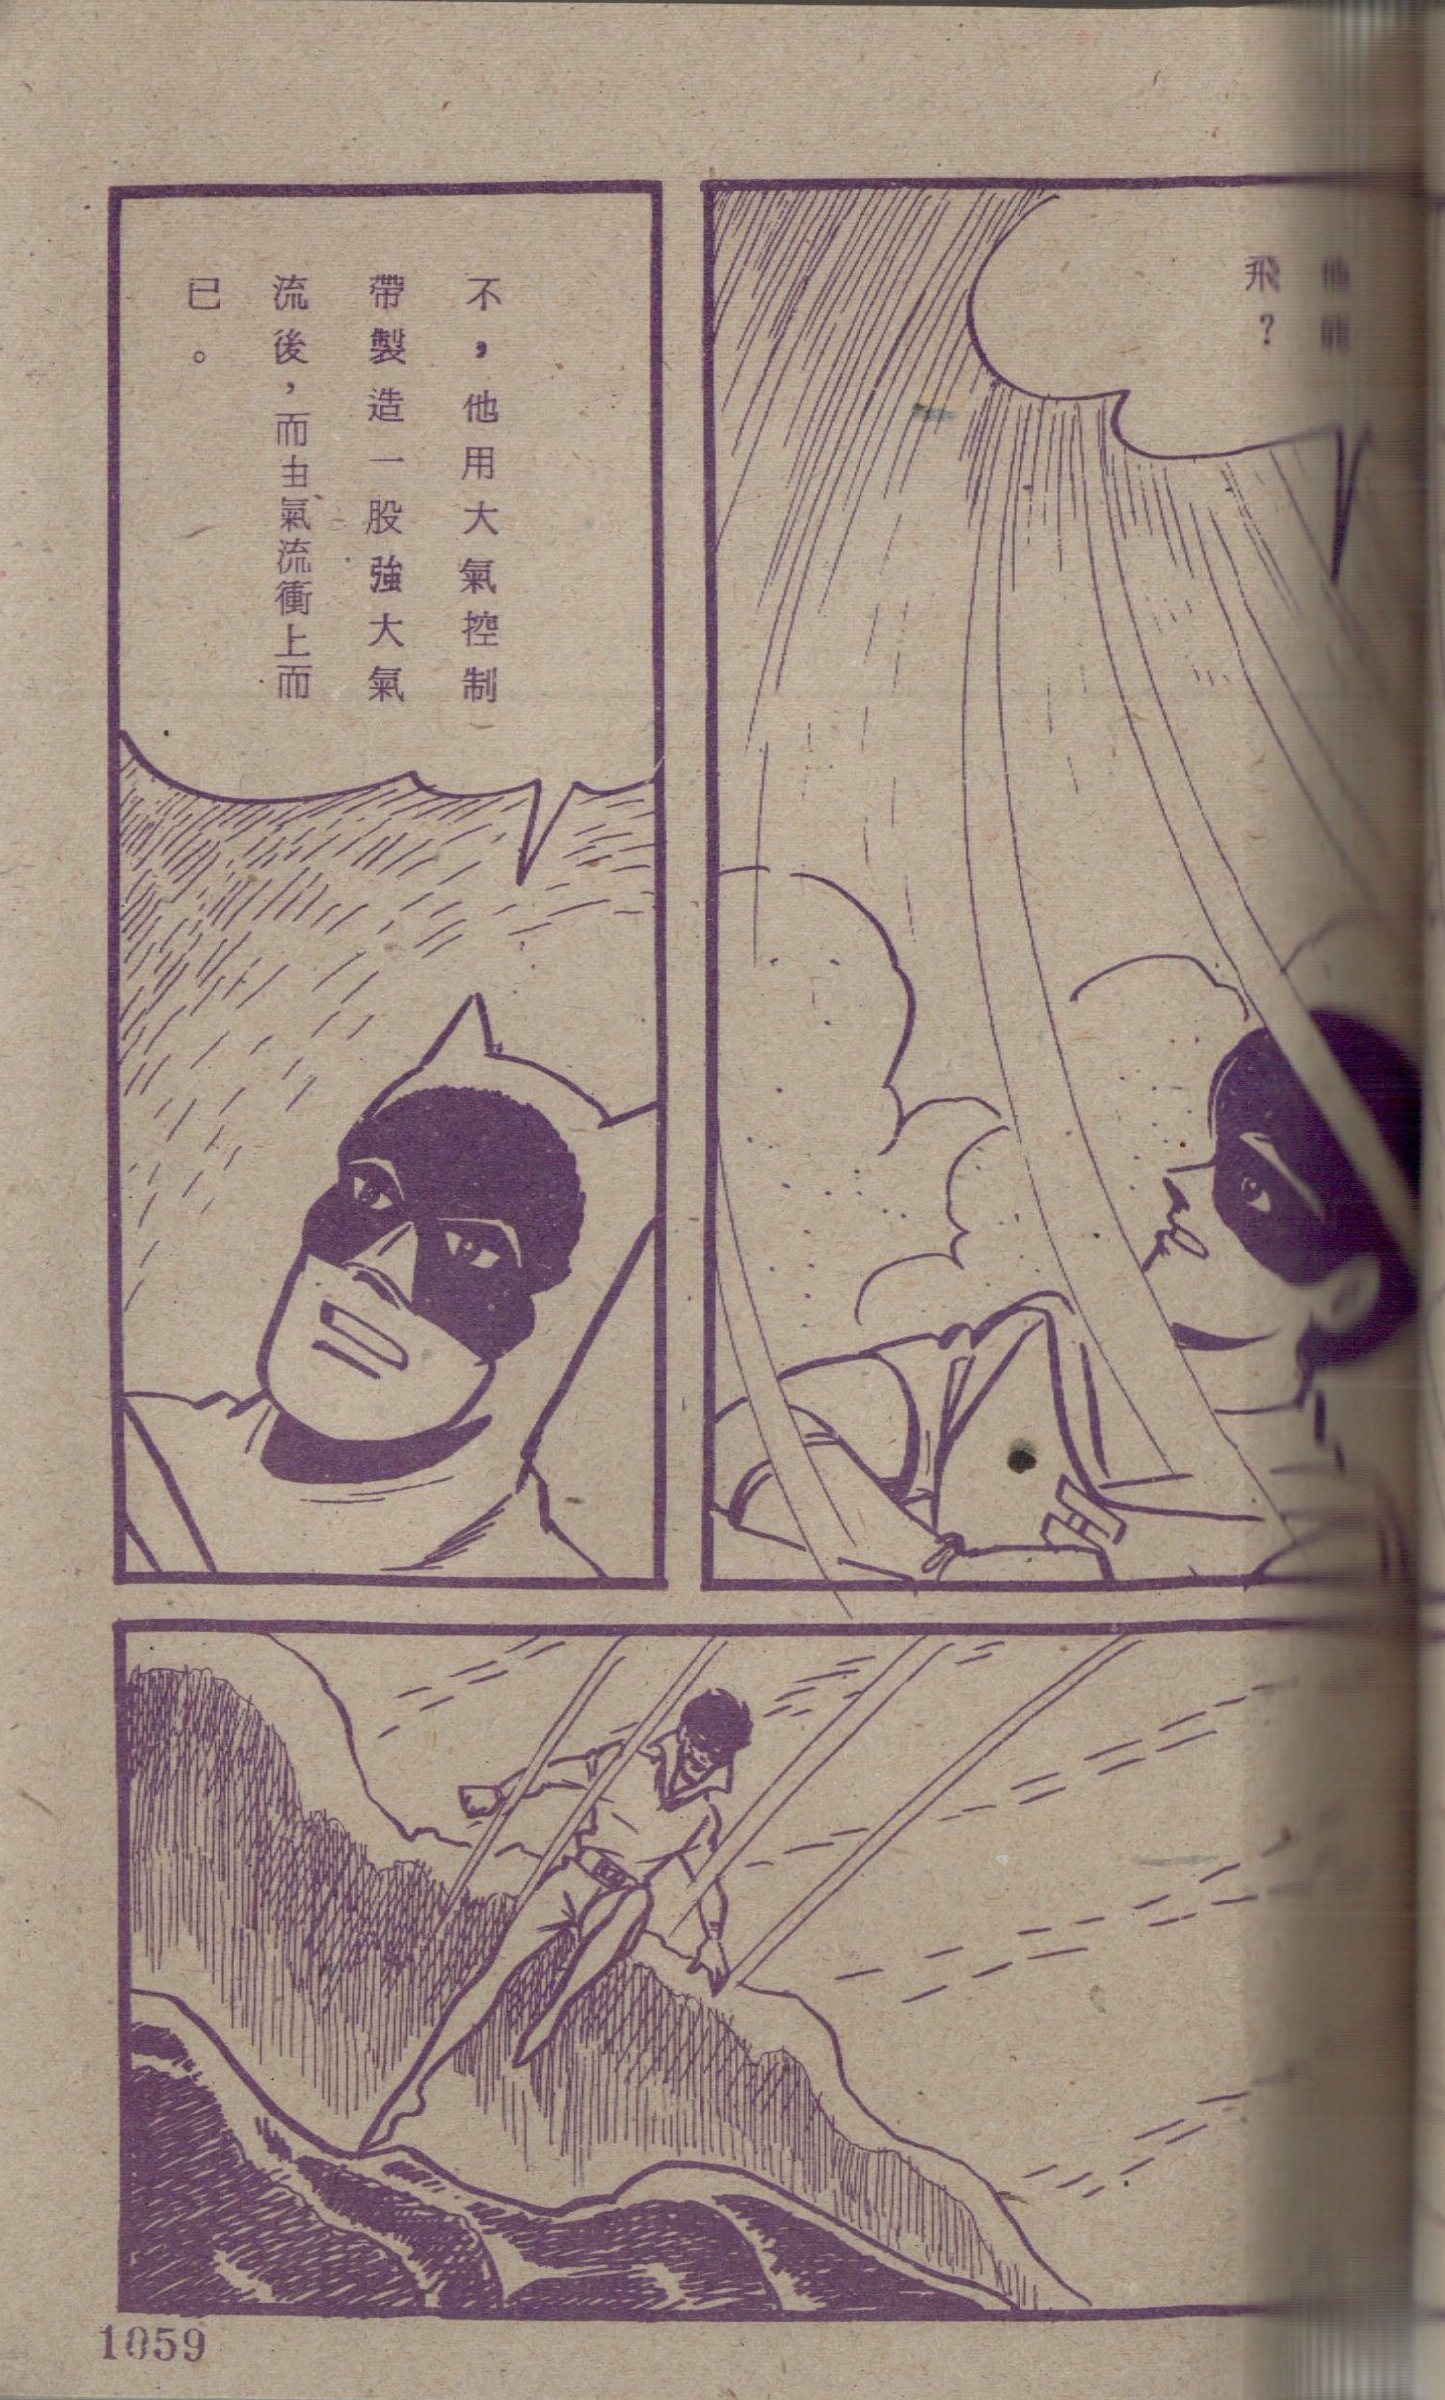 他能
飛？
不，他用大氣控制
帶製造一股強大氣
流後，而由氣流衝上而
已。
1059